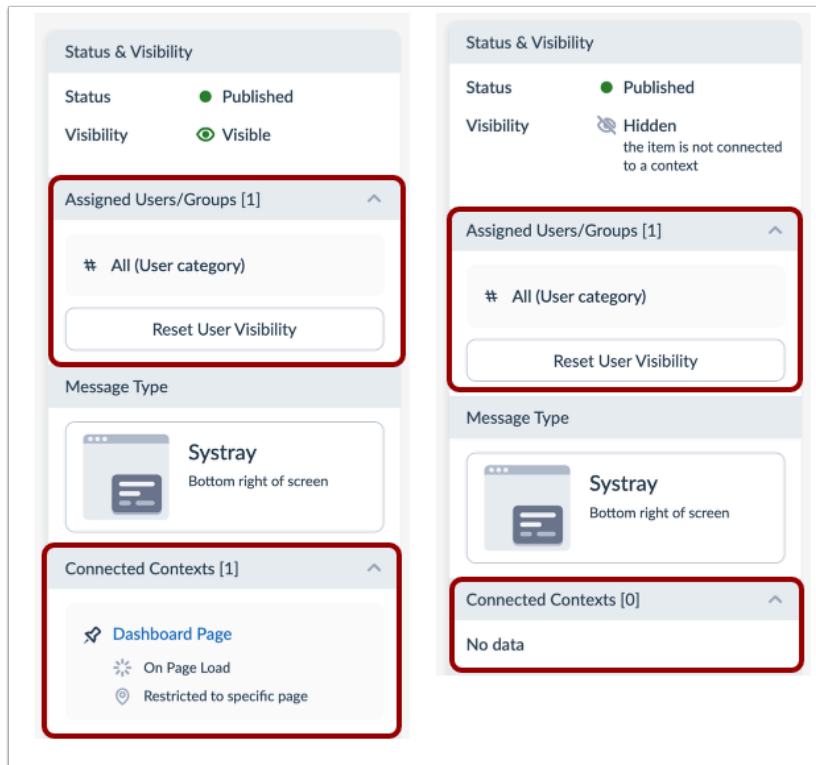 Status & Visibility
Status Published
Visibility Visible
Assigned Users/Groups [1]
# All (User category)
Reset User Visibility
Message Type
Systray
Bottom right of screen
Connected Contexts [1]
Dashboard Page
On Page Load
Restricted to specific page
Status & Visibility
Status Published
Visibility Hidden
the item is not connected
to a context
Assigned Users/Groups [1]
# All (User category)
Reset User Visibility
Message Type
Systray
Bottom right of screen
Connected Contexts [0]
No data